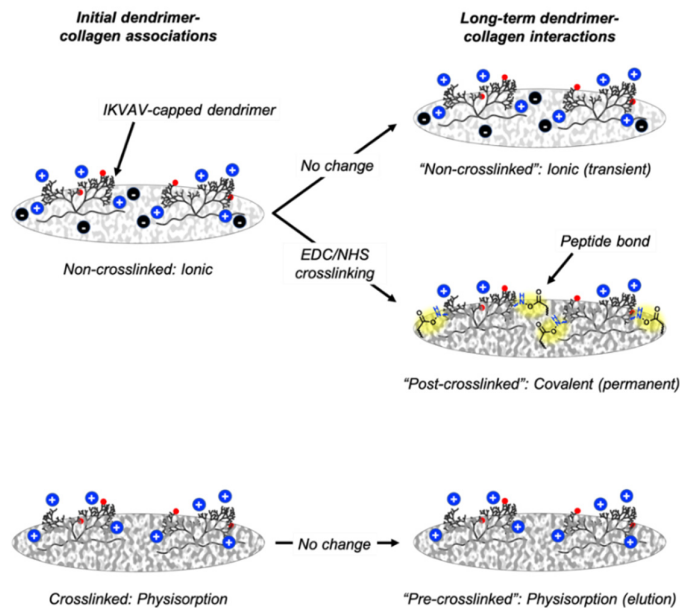 Initial dendrimer-
collagen associations
Long-term dendrimer-
collagen interactions
IKVAV-capped dendrimer
No change
"Non-crosslinked": Ionic (transient)
Non-crosslinked: Ionic
EDC/NHS
crosslinking
Peptide bond
"Post-crosslinked": Covalent (permanent)
No change
Crosslinked: Physisorption
"Pre-crosslinked": Physisorption (elution)